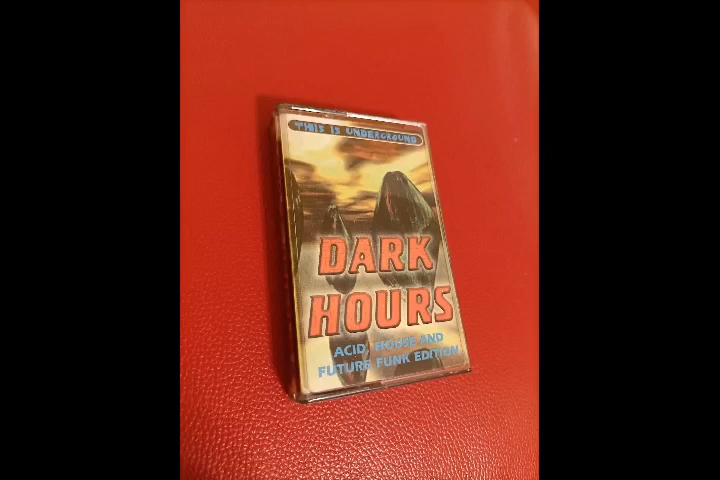 THIS IS UNDERGROUND
DARK
HOURS
ACID, HOUSE AND
FUTURE FUNK EDITION